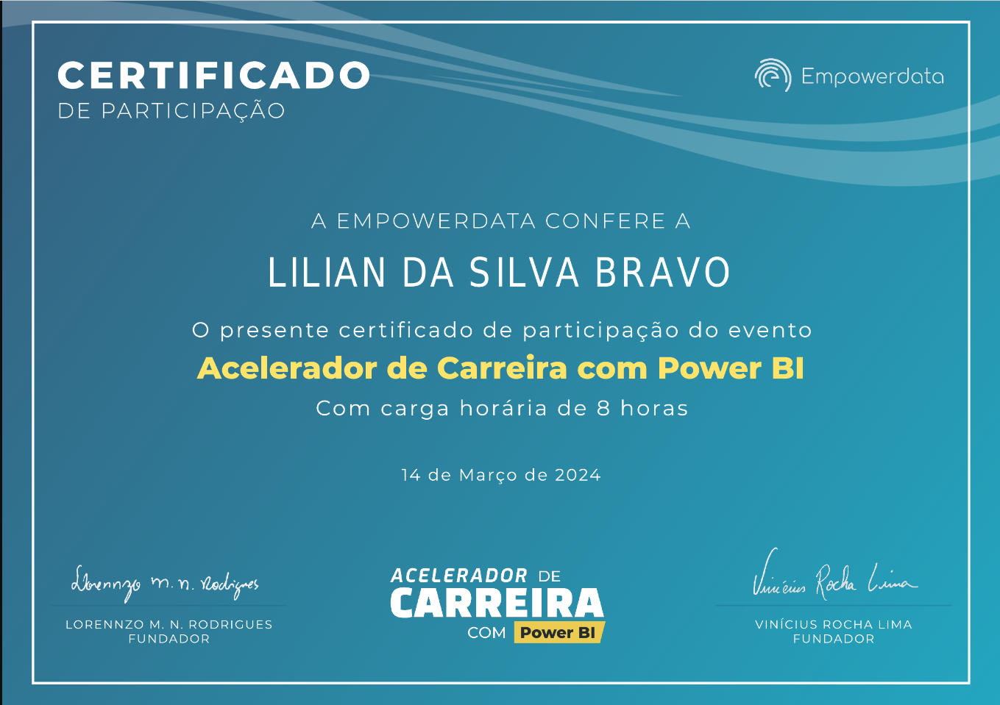 CERTIFICADO
DE PARTICIPAÇÃO
Empowerdata
A EMPOWERDATA CONFERE A
LILIAN DA SILVA BRAVO
O presente certificado de participação do evento
Acelerador de Carreira com Power BI
Com carga horária de 8 horas
14 de Março de 2024
Lorennzo M. N. Rodrigues
LORENNZO M. N. RODRIGUES
FUNDADOR
ACELERADOR DE
CARREIRA
COM Power BI
Vinícius Rocha Lima
VINÍCIUS ROCHA LIMA
FUNDADOR